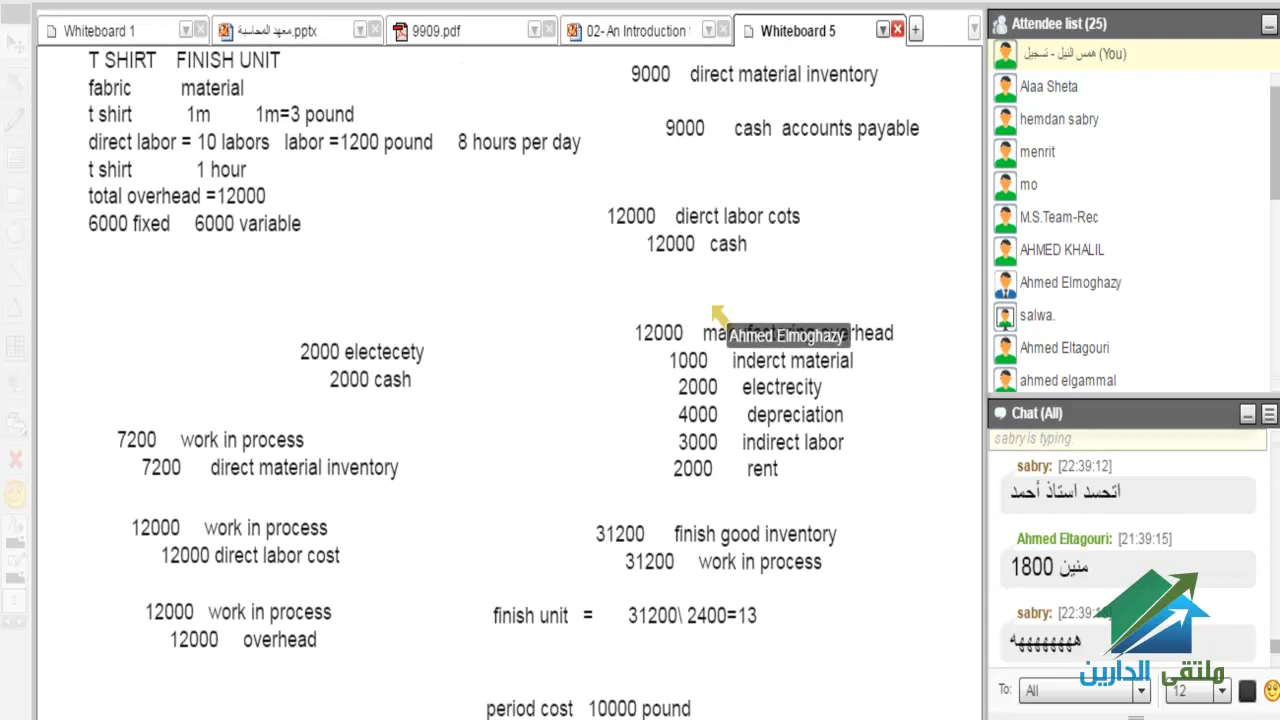 Whiteboard 1
معهد المحاسبة.pptx
9909.pdf
02- An Introduction
Whiteboard 5
T SHIRT FINISH UNIT
fabric material
t shirt 1m 1m=3 pound
direct labor = 10 labors labor =1200 pound 8 hours per day
t shirt 1 hour
total overhead =12000
6000 fixed 6000 variable
2000 electecety
2000 cash
7200 work in process
7200 direct material inventory
12000 work in process
12000 direct labor cost
12000 work in process
12000 overhead
9000 direct material inventory
9000 cash accounts payable
12000 dierct labor cots
12000 cash
12000 ma rhead
Ahmed Elmoghazy
1000 inderct material
2000 electrecity
4000 depreciation
3000 indirect labor
2000 rent
31200 finish good inventory
31200 work in process
finish unit = 31200\ 2400=13
period cost 10000 pound
Attendee list (25)
همس النيل - تسجيل (You)
Alaa Sheta
hemdan sabry
menrit
mo
M.S.Team-Rec
AHMED KHALIL
Ahmed Elmoghazy
salwa.
Ahmed Eltagouri
ahmed elgammal
Chat (All)
sabry is typing
sabry: [22:39:12]
اتحسد استاذ أحمد
Ahmed Eltagouri: [21:39:15]
منين 1800
sabry:
هههههههههه
ملتقى الدارين
To: All 12